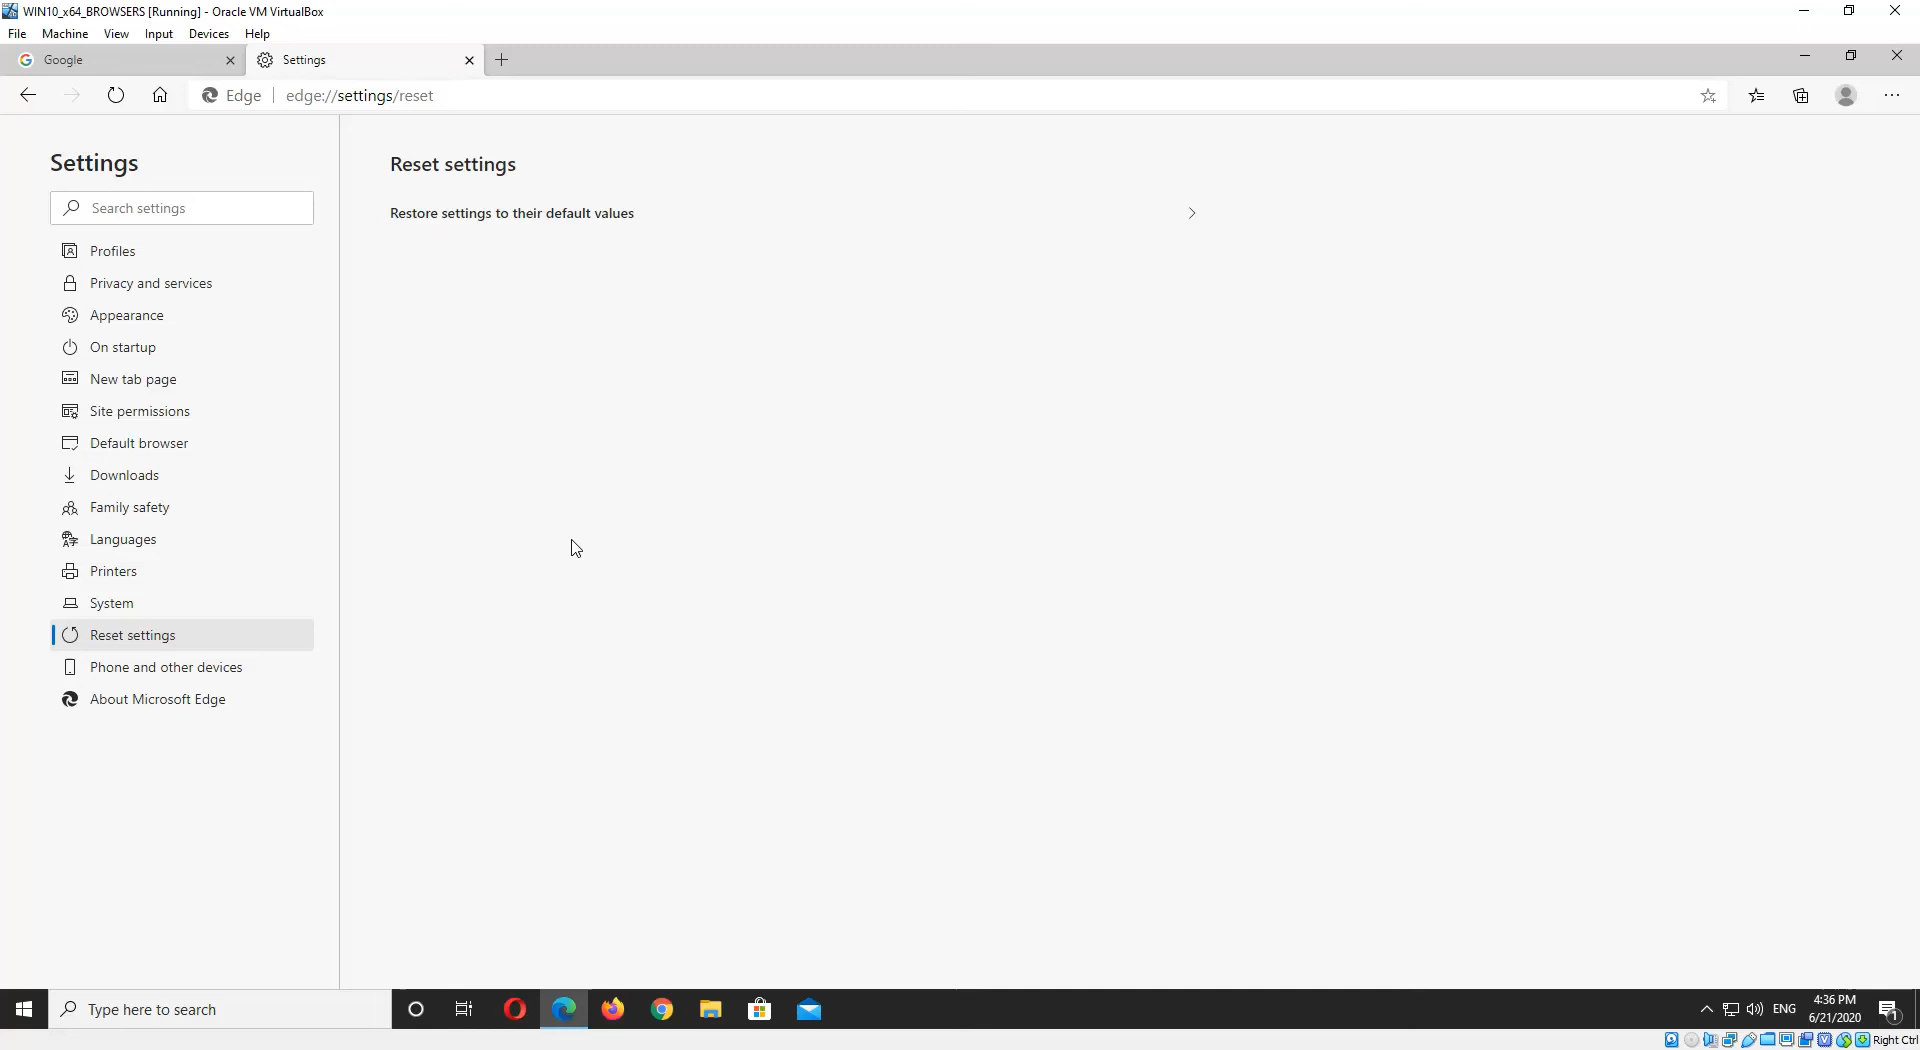 WIN10_x64_BROWSERS [Running] - Oracle VM VirtualBox
File Machine View Input Devices Help
Google
Settings
Edge edge://settings/reset
Settings
Search settings
Profiles
Privacy and services
Appearance
On startup
New tab page
Site permissions
Default browser
Downloads
Family safety
Languages
Printers
System
Reset settings
Phone and other devices
About Microsoft Edge
Reset settings
Restore settings to their default values
Type here to search
ENG
4:36 PM
6/21/2020
1
Right Ctrl